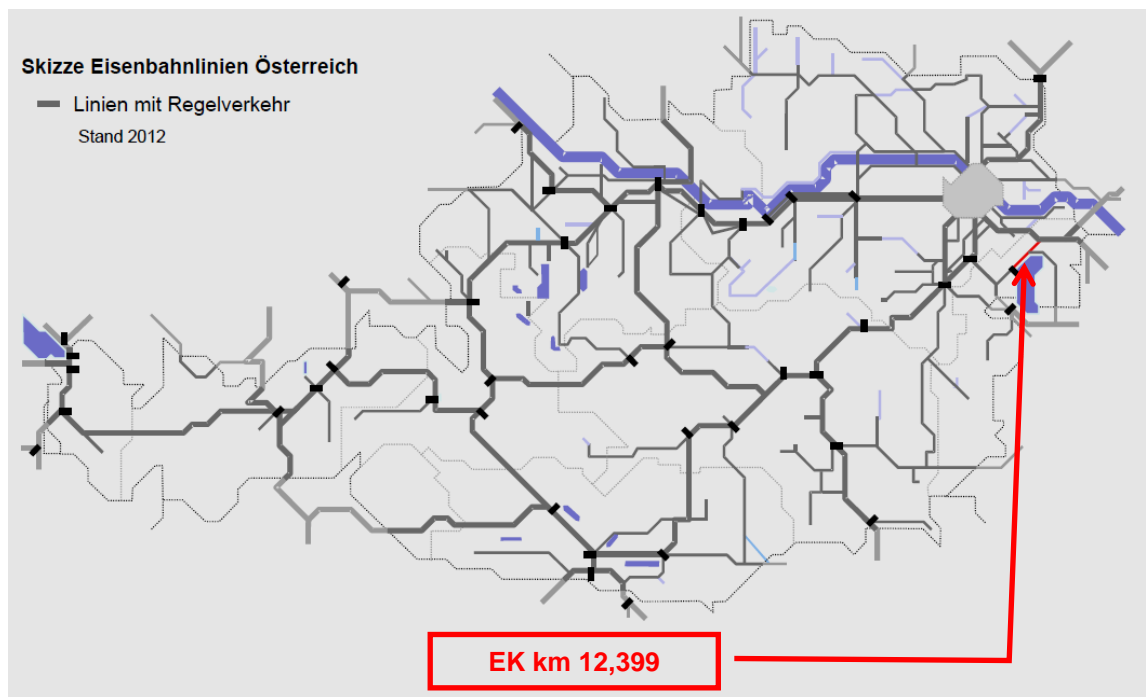 Skizze Eisenbahnlinien Österreich
Linien mit Regelverkehr
Stand 2012
EK km 12,399